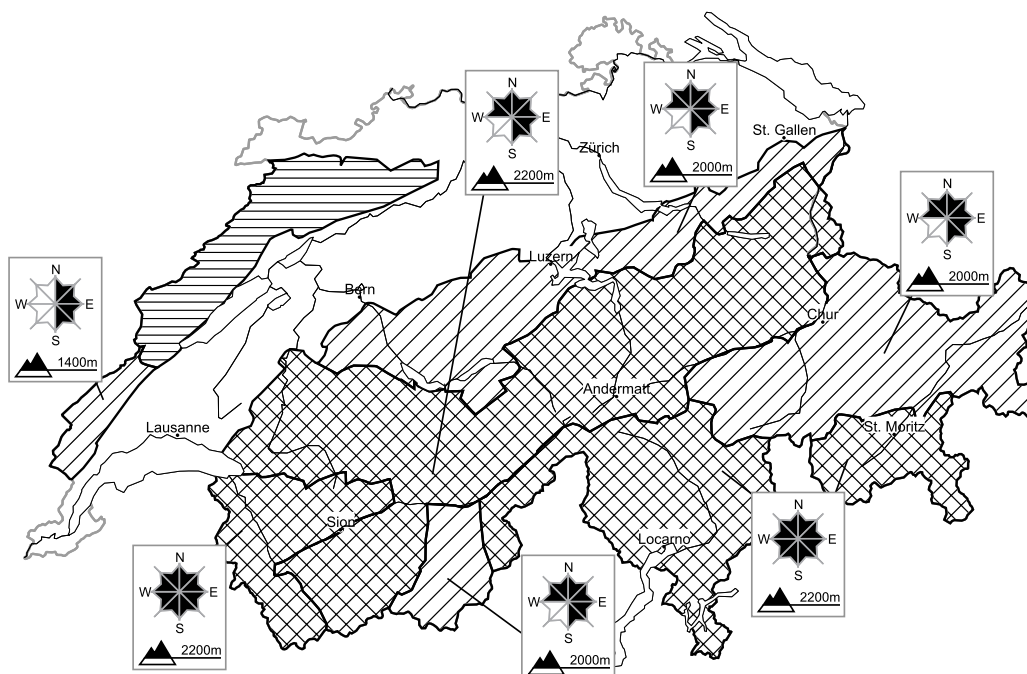 N
W E
S
2200m
N
W E
S
2000m
St. Gallen
Zürich
N
W E
S
2000m
Luzern
N
W E
S
1400m
Bern
Chur
Andermatt
Lausanne
St. Moritz
Sion
Locarno
N
W E
S
2200m
N
W E
S
2200m
N
W E
S
2000m